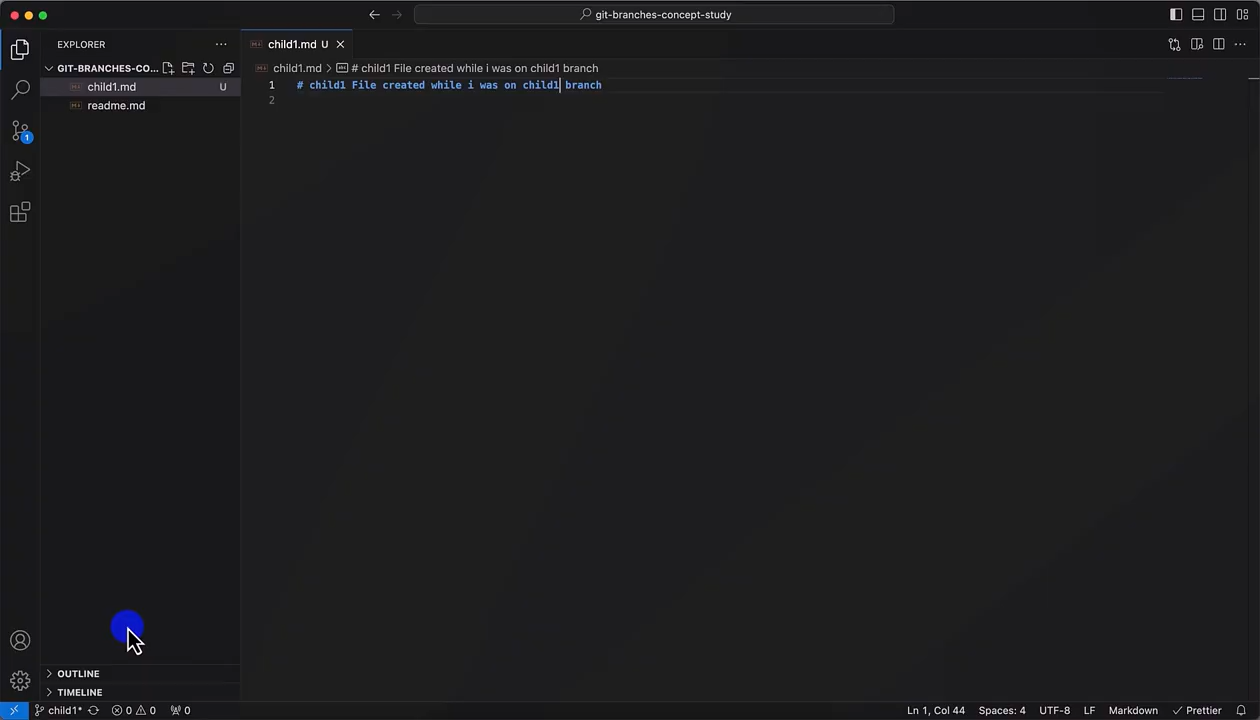 git-branches-concept-study
EXPLORER
child1.md U
GIT-BRANCHES-CO...
child1.md > # child1 File created while i was on child1 branch
child1.md U
1 # child1 File created while i was on child1 branch
readme.md
2
1
OUTLINE
TIMELINE
child1* 0 0 0 Ln 1, Col 44 Spaces: 4 UTF-8 LF Markdown Prettier